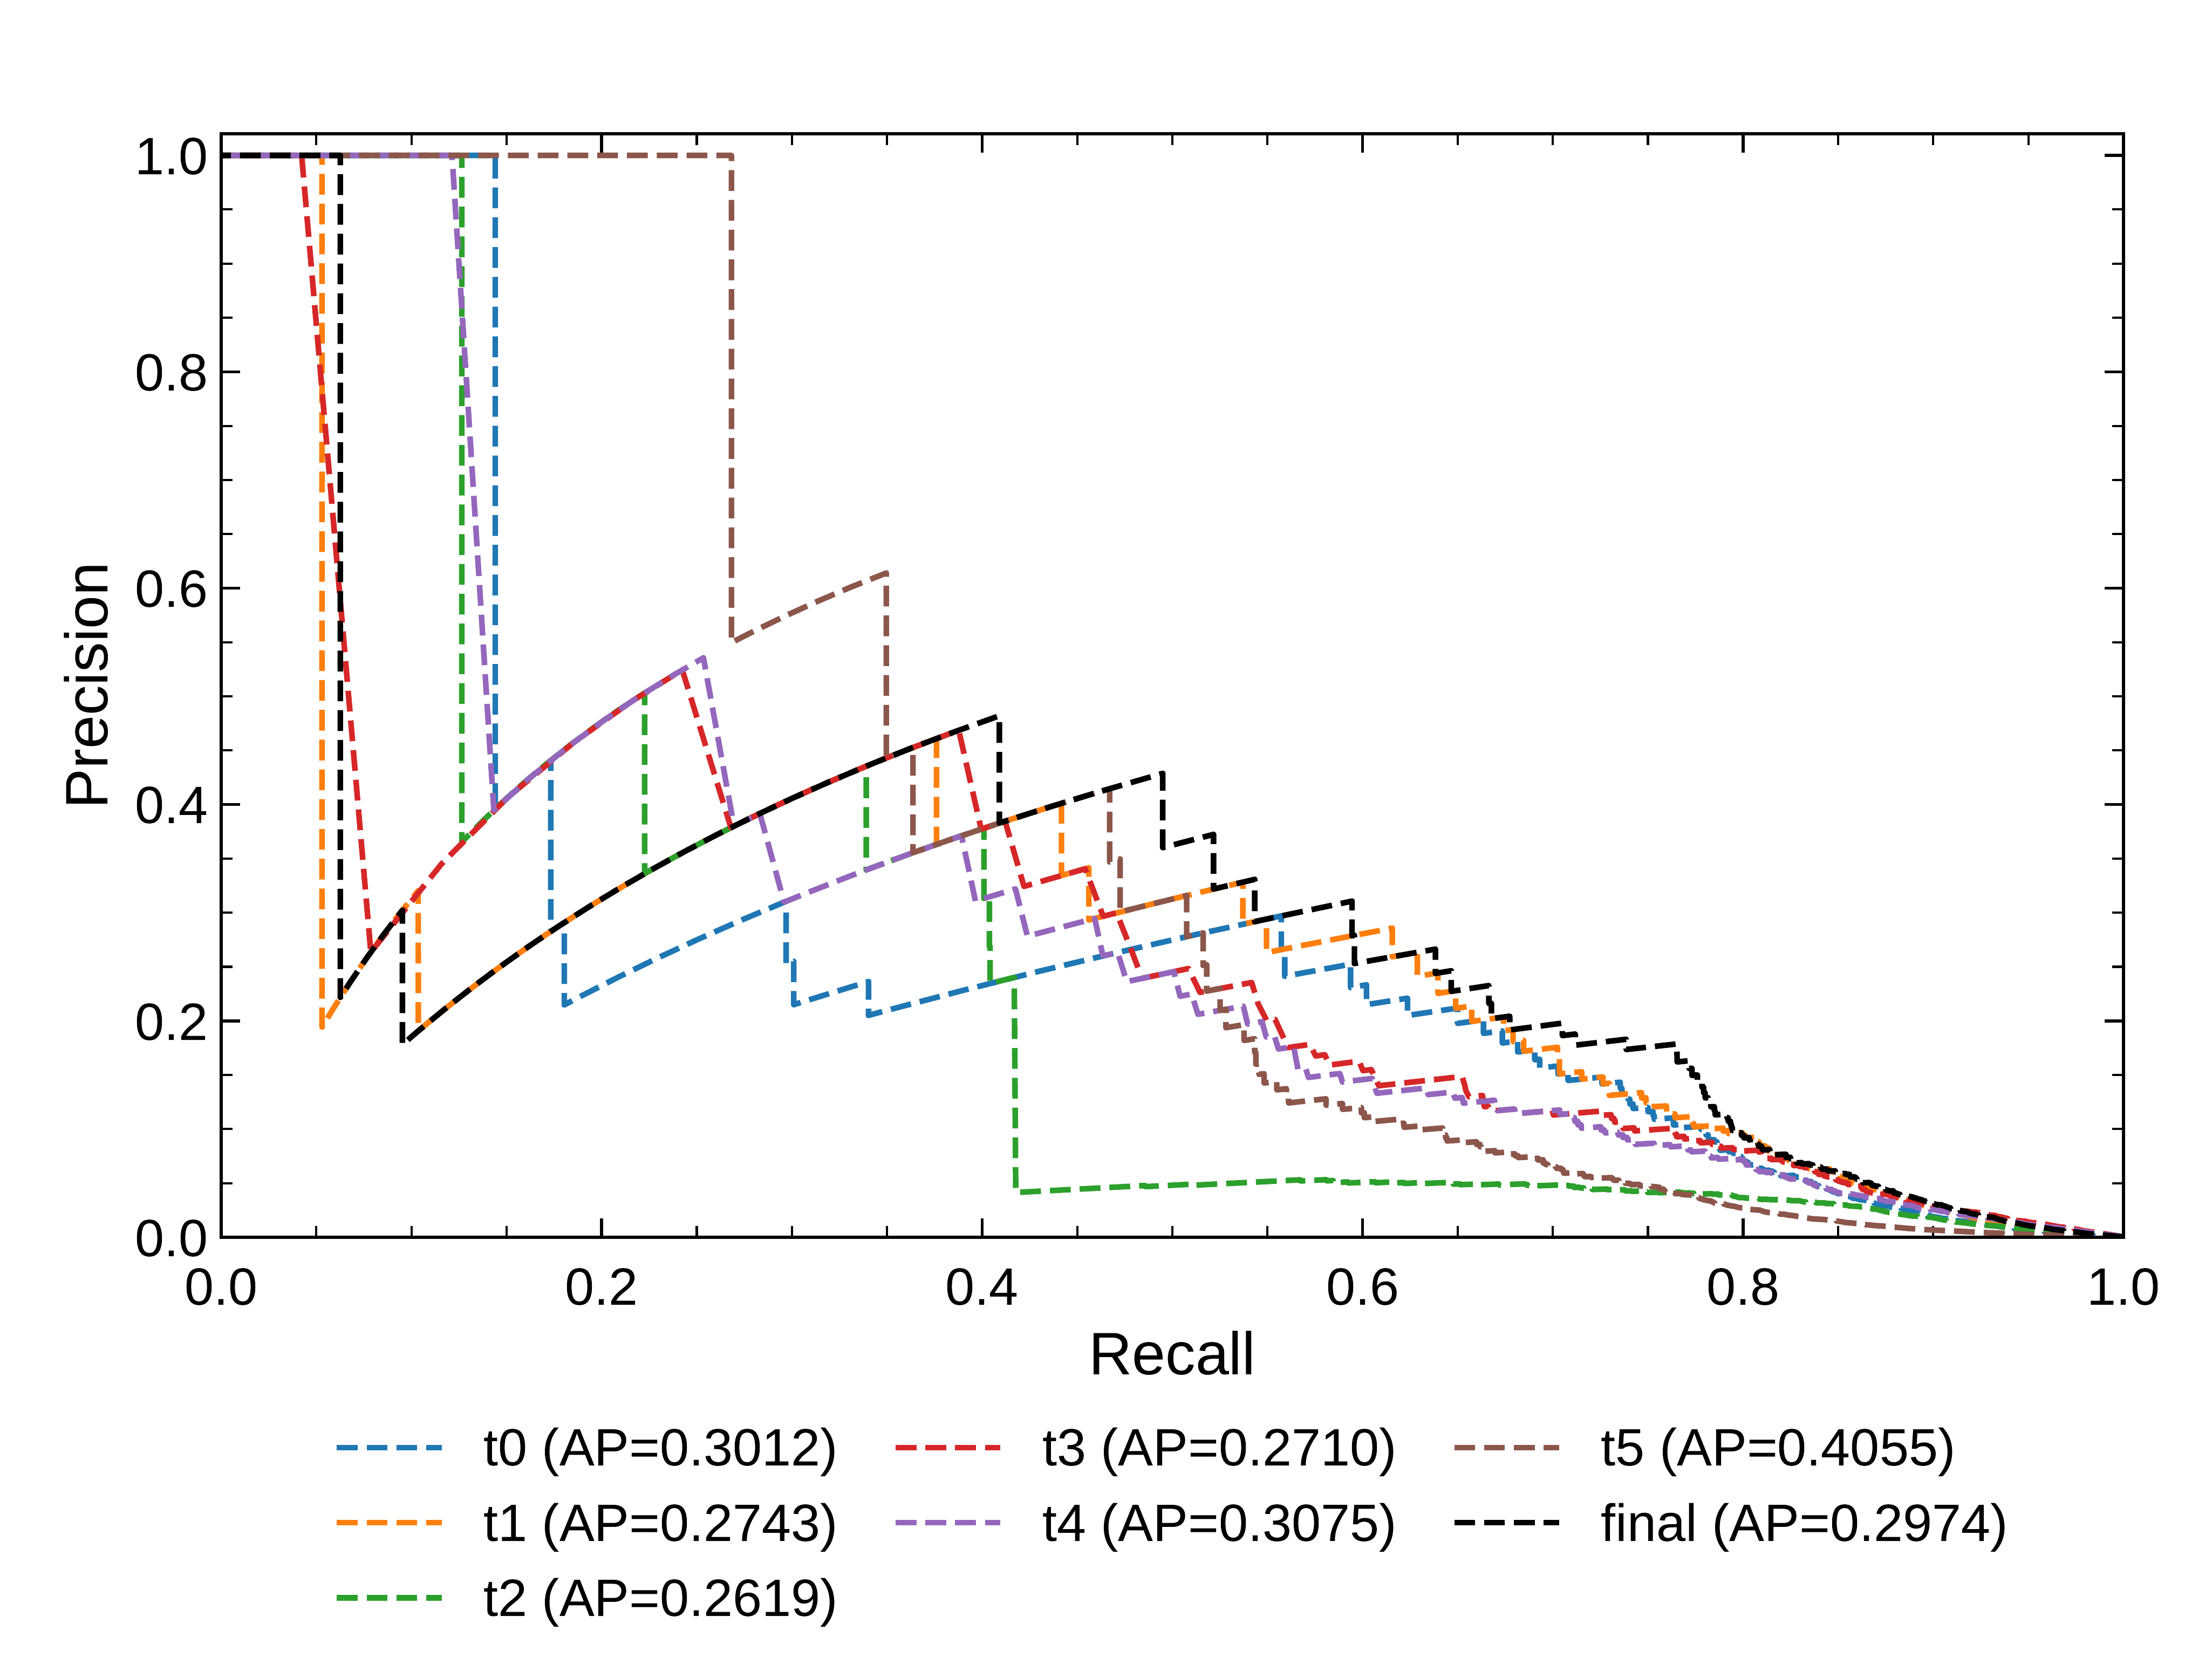 1.0
0.8
0.6
0.4
0.2
0.0
Precision
0.0 0.2 0.4 0.6 0.8 1.0
Recall
t0 (AP=0.3012) t3 (AP=0.2710) t5 (AP=0.4055)
t1 (AP=0.2743) t4 (AP=0.3075) final (AP=0.2974)
t2 (AP=0.2619)